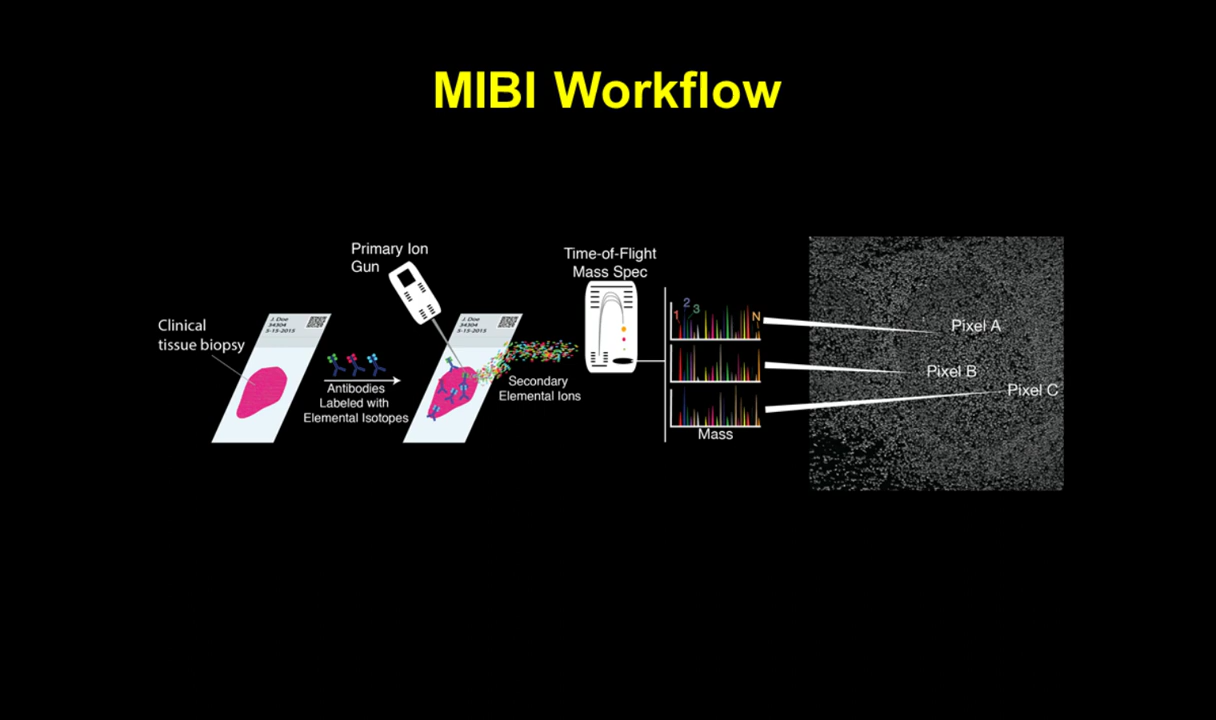 MIBI Workflow
Clinical
tissue biopsy
J. Doe
34304
5-15-2015
Antibodies
Labeled with
Elemental Isotopes
Primary Ion
Gun
J. Doe
34304
5-15-2015
Secondary
Elemental Ions
Time-of-Flight
Mass Spec
1 2 3 N
Mass
Pixel A
Pixel B
Pixel C